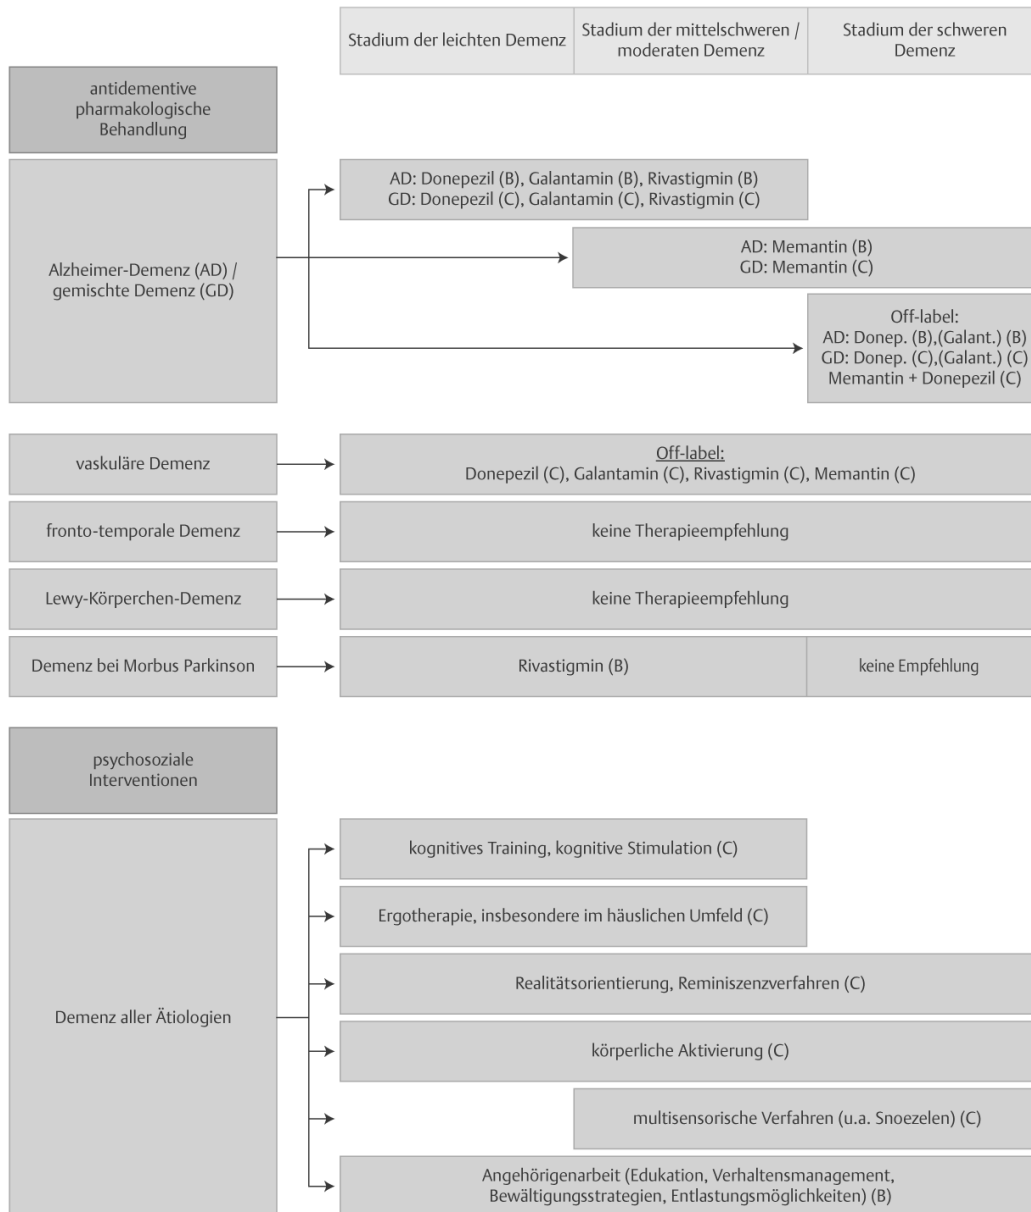 Stadium der leichten Demenz
Stadium der mittelschweren /
moderaten Demenz
Stadium der schweren
Demenz
antidementive
pharmakologische
Behandlung
Alzheimer-Demenz (AD) /
gemischte Demenz (GD)
AD: Donepezil (B), Galantamin (B), Rivastigmin (B)
GD: Donepezil (C), Galantamin (C), Rivastigmin (C)
AD: Memantin (B)
GD: Memantin (C)
Off-label:
AD: Donep. (B),(Galant.) (B)
GD: Donep. (C),(Galant.) (C)
Memantin + Donepezil (C)
vaskuläre Demenz
Off-label:
Donepezil (C), Galantamin (C), Rivastigmin (C), Memantin (C)
fronto-temporale Demenz
keine Therapieempfehlung
Lewy-Körperchen-Demenz
keine Therapieempfehlung
Demenz bei Morbus Parkinson
Rivastigmin (B)
keine Empfehlung
psychosoziale
Interventionen
Demenz aller Ätiologien
kognitives Training, kognitive Stimulation (C)
Ergotherapie, insbesondere im häuslichen Umfeld (C)
Realitätsorientierung, Reminiszenzverfahren (C)
körperliche Aktivierung (C)
multisensorische Verfahren (u.a. Snoezelen) (C)
Angehörigenarbeit (Edukation, Verhaltensmanagement,
Bewältigungsstrategien, Entlastungsmöglichkeiten) (B)